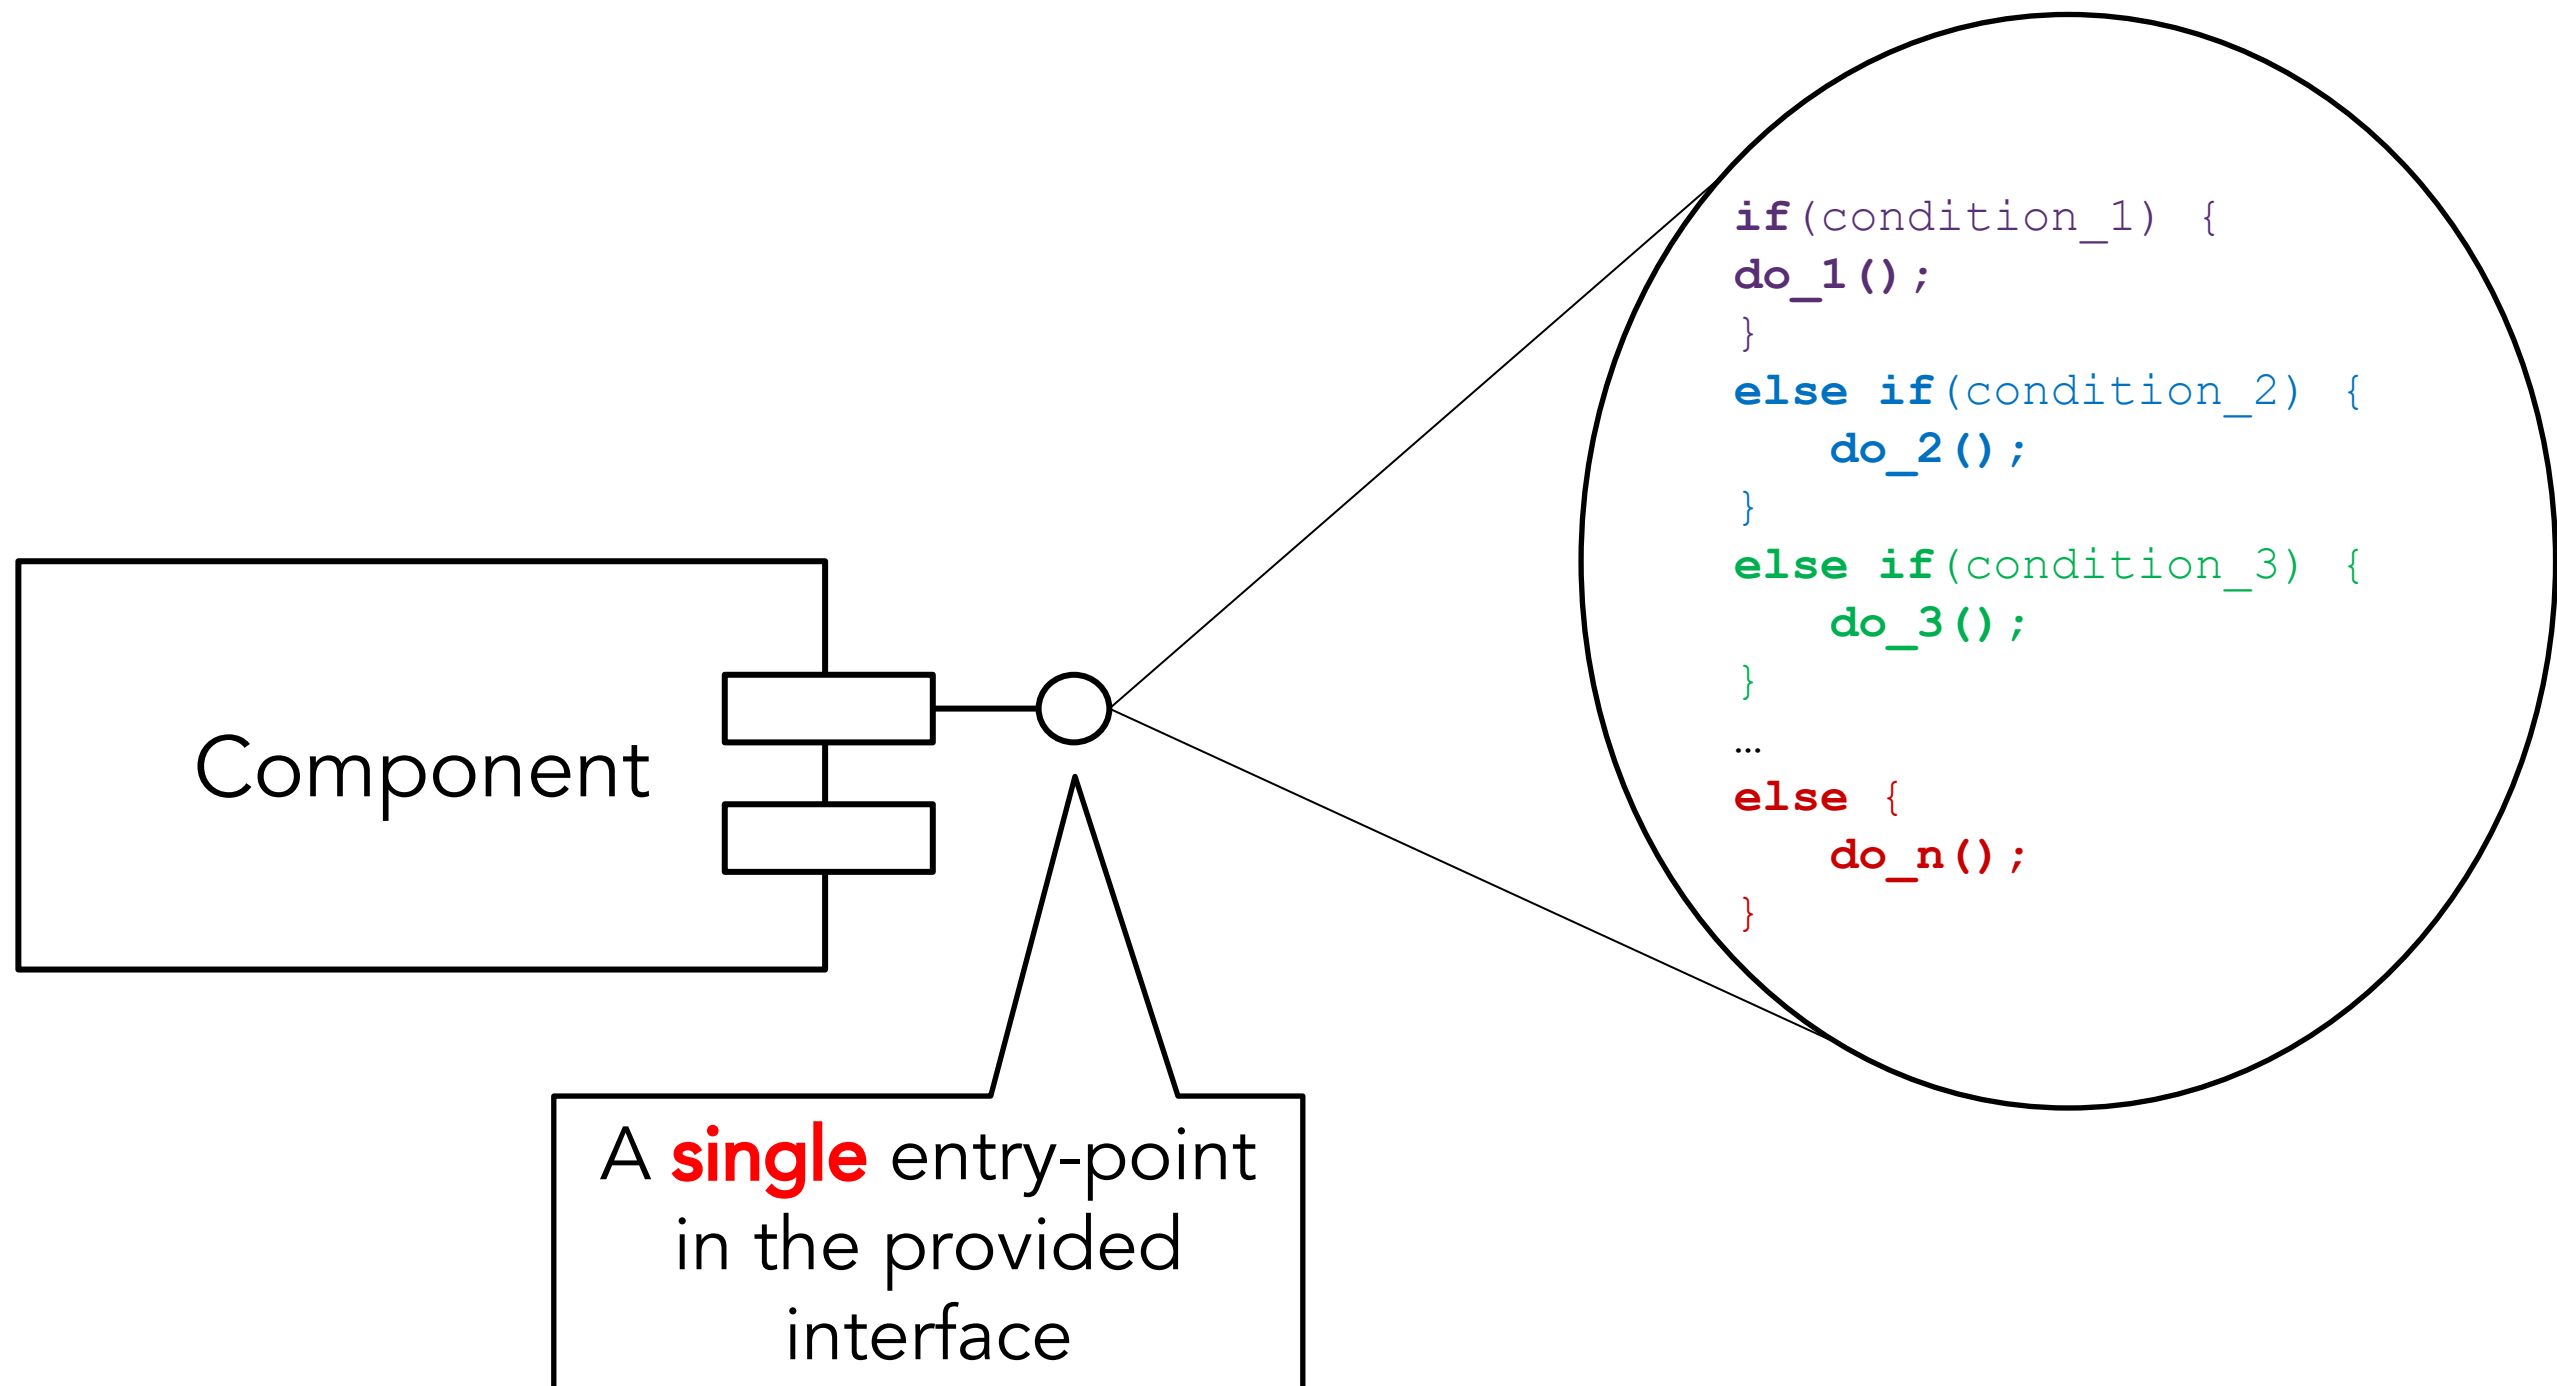 if(condition_1) {
do_1();
}
else if(condition_2) {
do_2();
}
else if(condition_3) {
do_3();
}
…
else {
do_n();
}
Component
A single entry-point
in the provided
interface